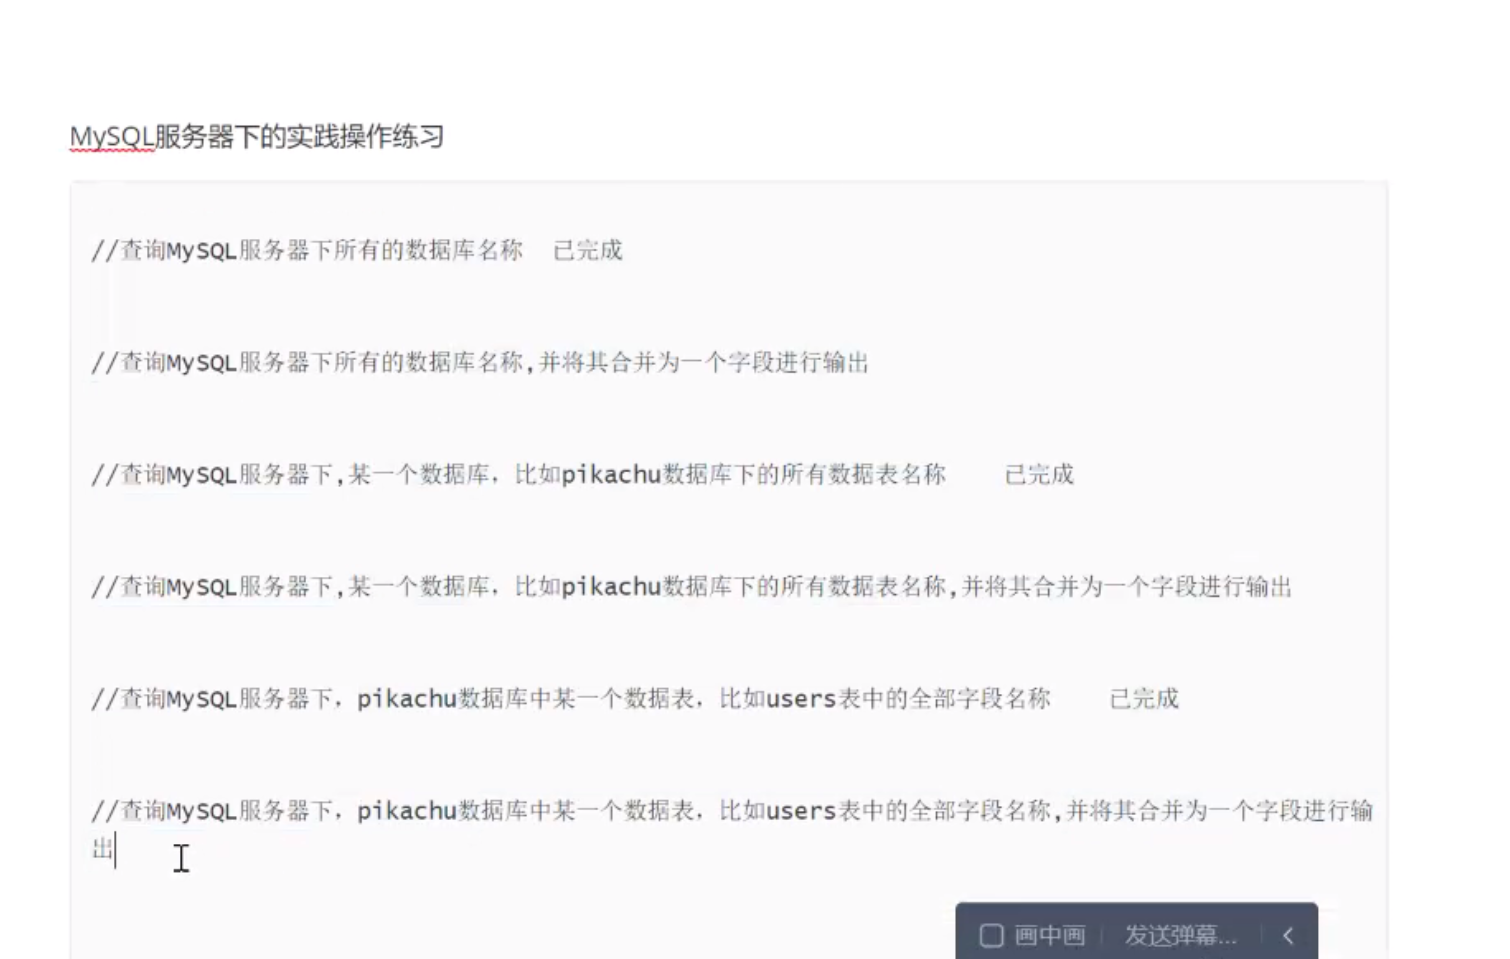 MySQL服务器下的实践操作练习
//查询MySQL服务器下所有的数据库名称  已完成
//查询MySQL服务器下所有的数据库名称,并将其合并为一个字段进行输出
//查询MySQL服务器下,某一个数据库，比如pikachu数据库下的所有数据表名称    已完成
//查询MySQL服务器下,某一个数据库，比如pikachu数据库下的所有数据表名称,并将其合并为一个字段进行输出
//查询MySQL服务器下，pikachu数据库中某一个数据表，比如users表中的全部字段名称    已完成
//查询MySQL服务器下，pikachu数据库中某一个数据表，比如users表中的全部字段名称,并将其合并为一个字段进行输
出
画中画 发送弹幕...